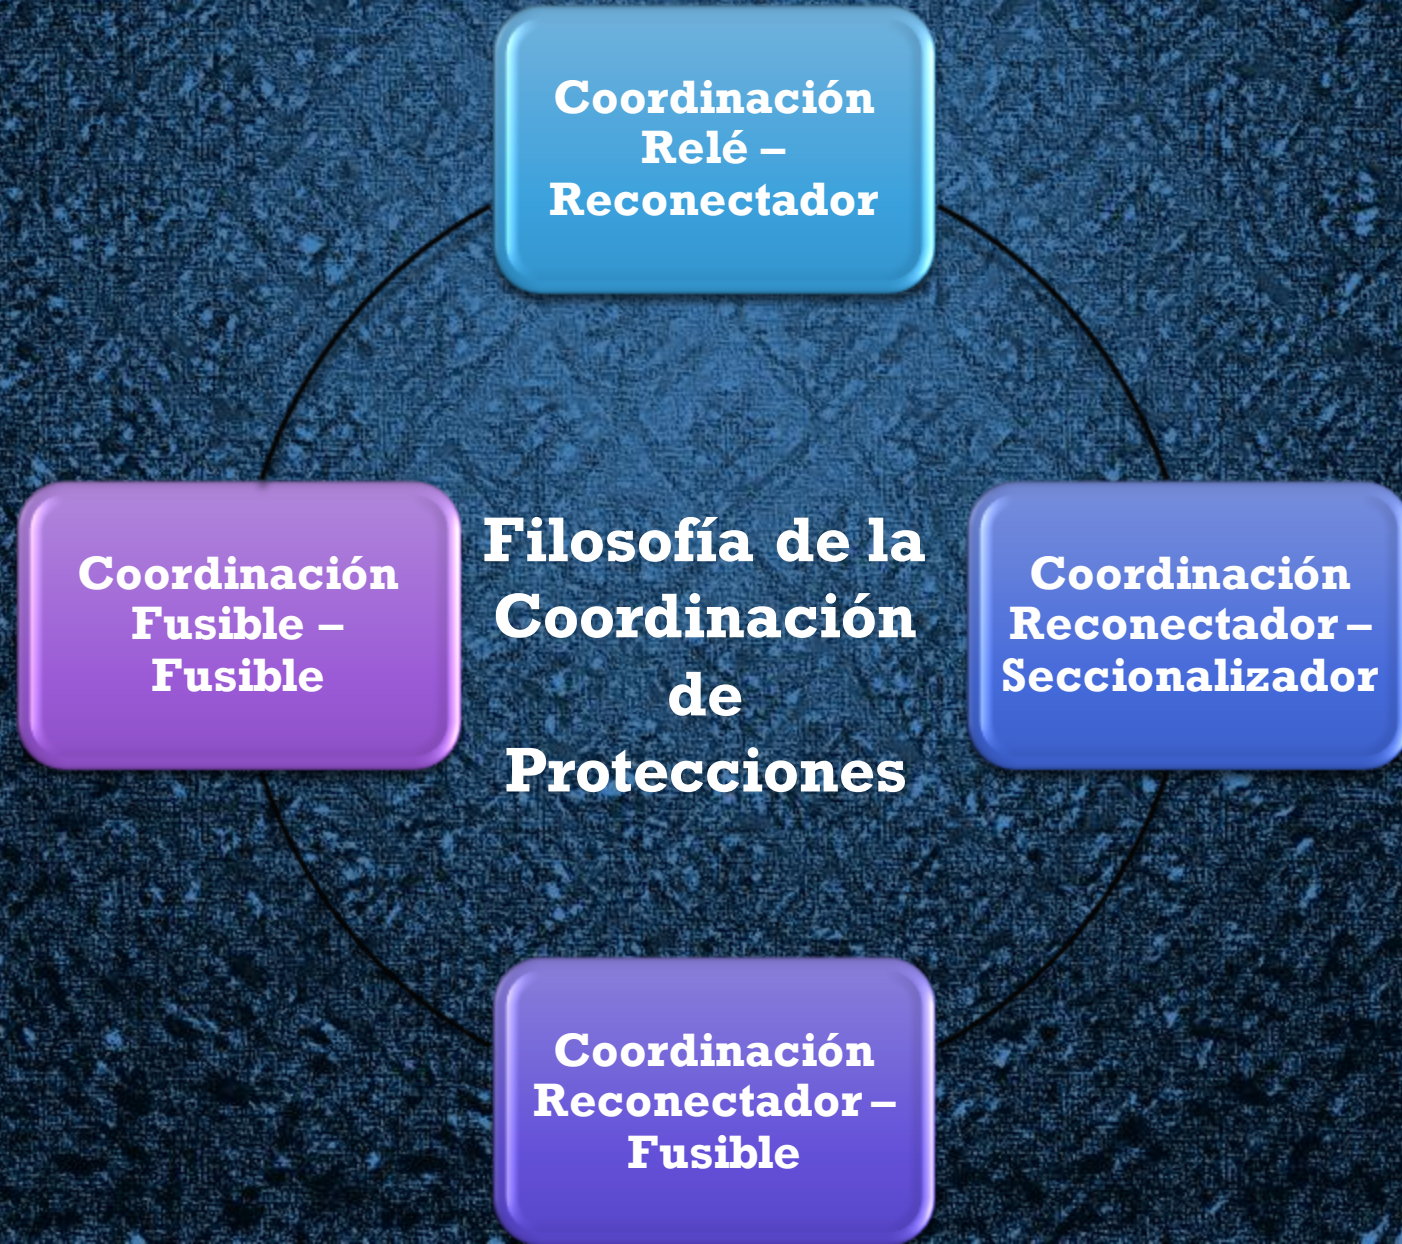 Coordinación
Relé –
Reconectador
Coordinación
Fusible –
Fusible
Filosofía de la
Coordinación
de
Protecciones
Coordinación
Reconectador –
Seccionalizador
Coordinación
Reconectador –
Fusible